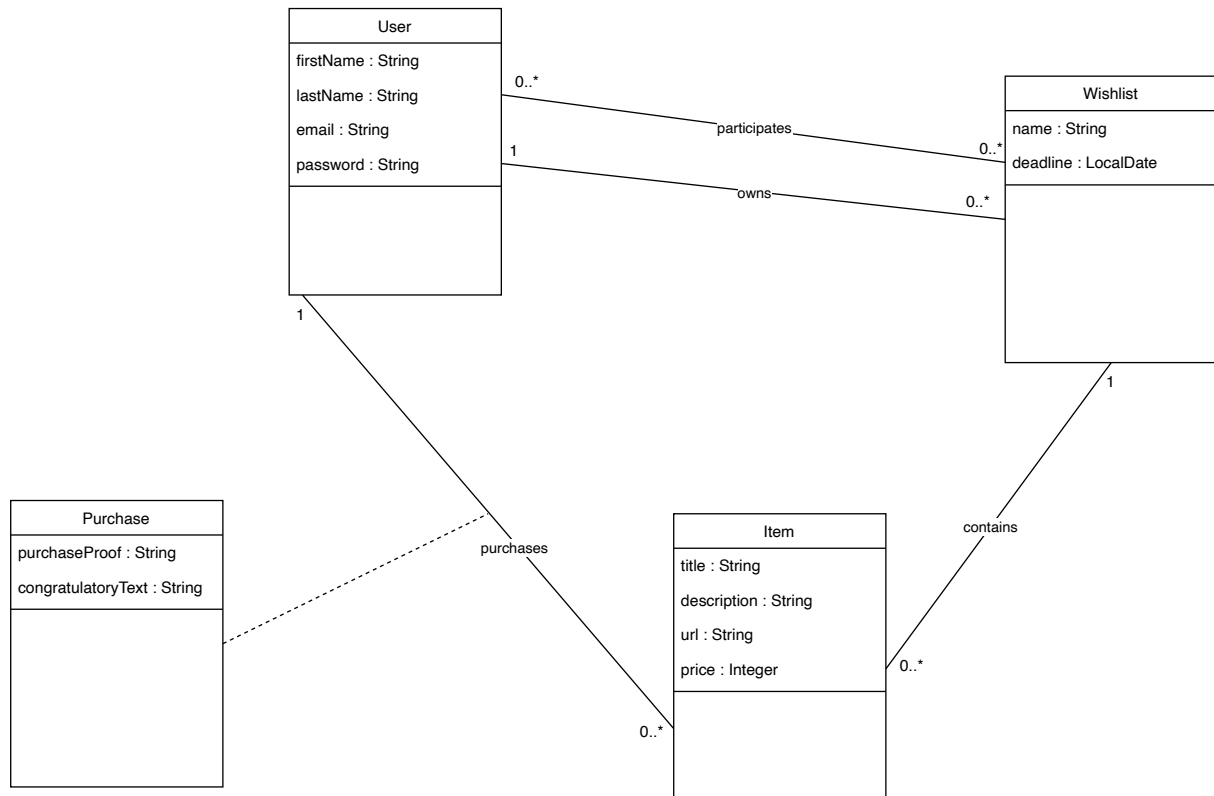 User
firstName : String
lastName : String
email : String
password : String
0..*
participates
0..*
1
owns
0..*
Wishlist
name : String
deadline : LocalDate
1
purchases
0..*
1
contains
0..*
Purchase
purchaseProof : String
congratulatoryText : String
Item
title : String
description : String
url : String
price : Integer